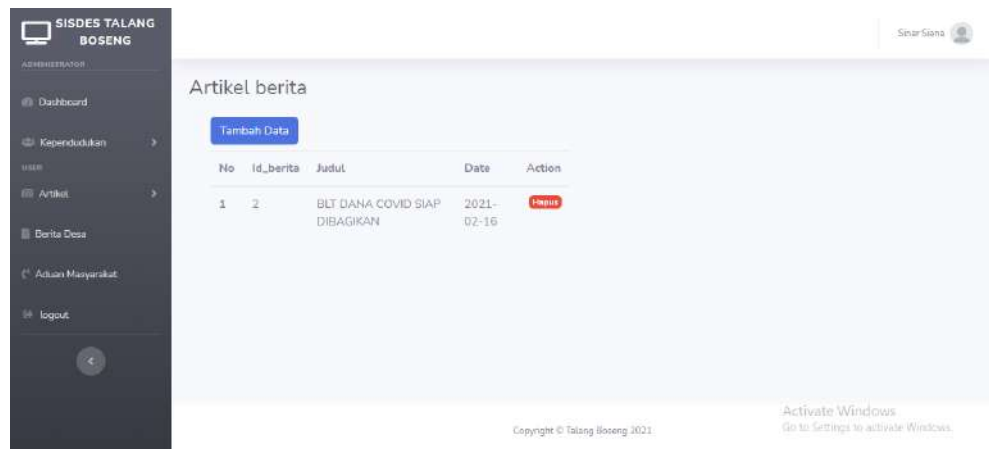 SISDES TALANG
BOSENG
ADMINISTRATOR
Dashboard
Kependudukan
USER
Artikel
Berita Desa
Aduan Masyarakat
logout
Sinar Siana
Artikel berita
Tambah Data
No Id_berita Judul Date Action
1 2 BLT DANA COVID SIAP 2021- Hapus
DIBAGIKAN 02-16
Copyright © Talang Boseng 2021
Activate Windows
Go to Settings to activate Windows.